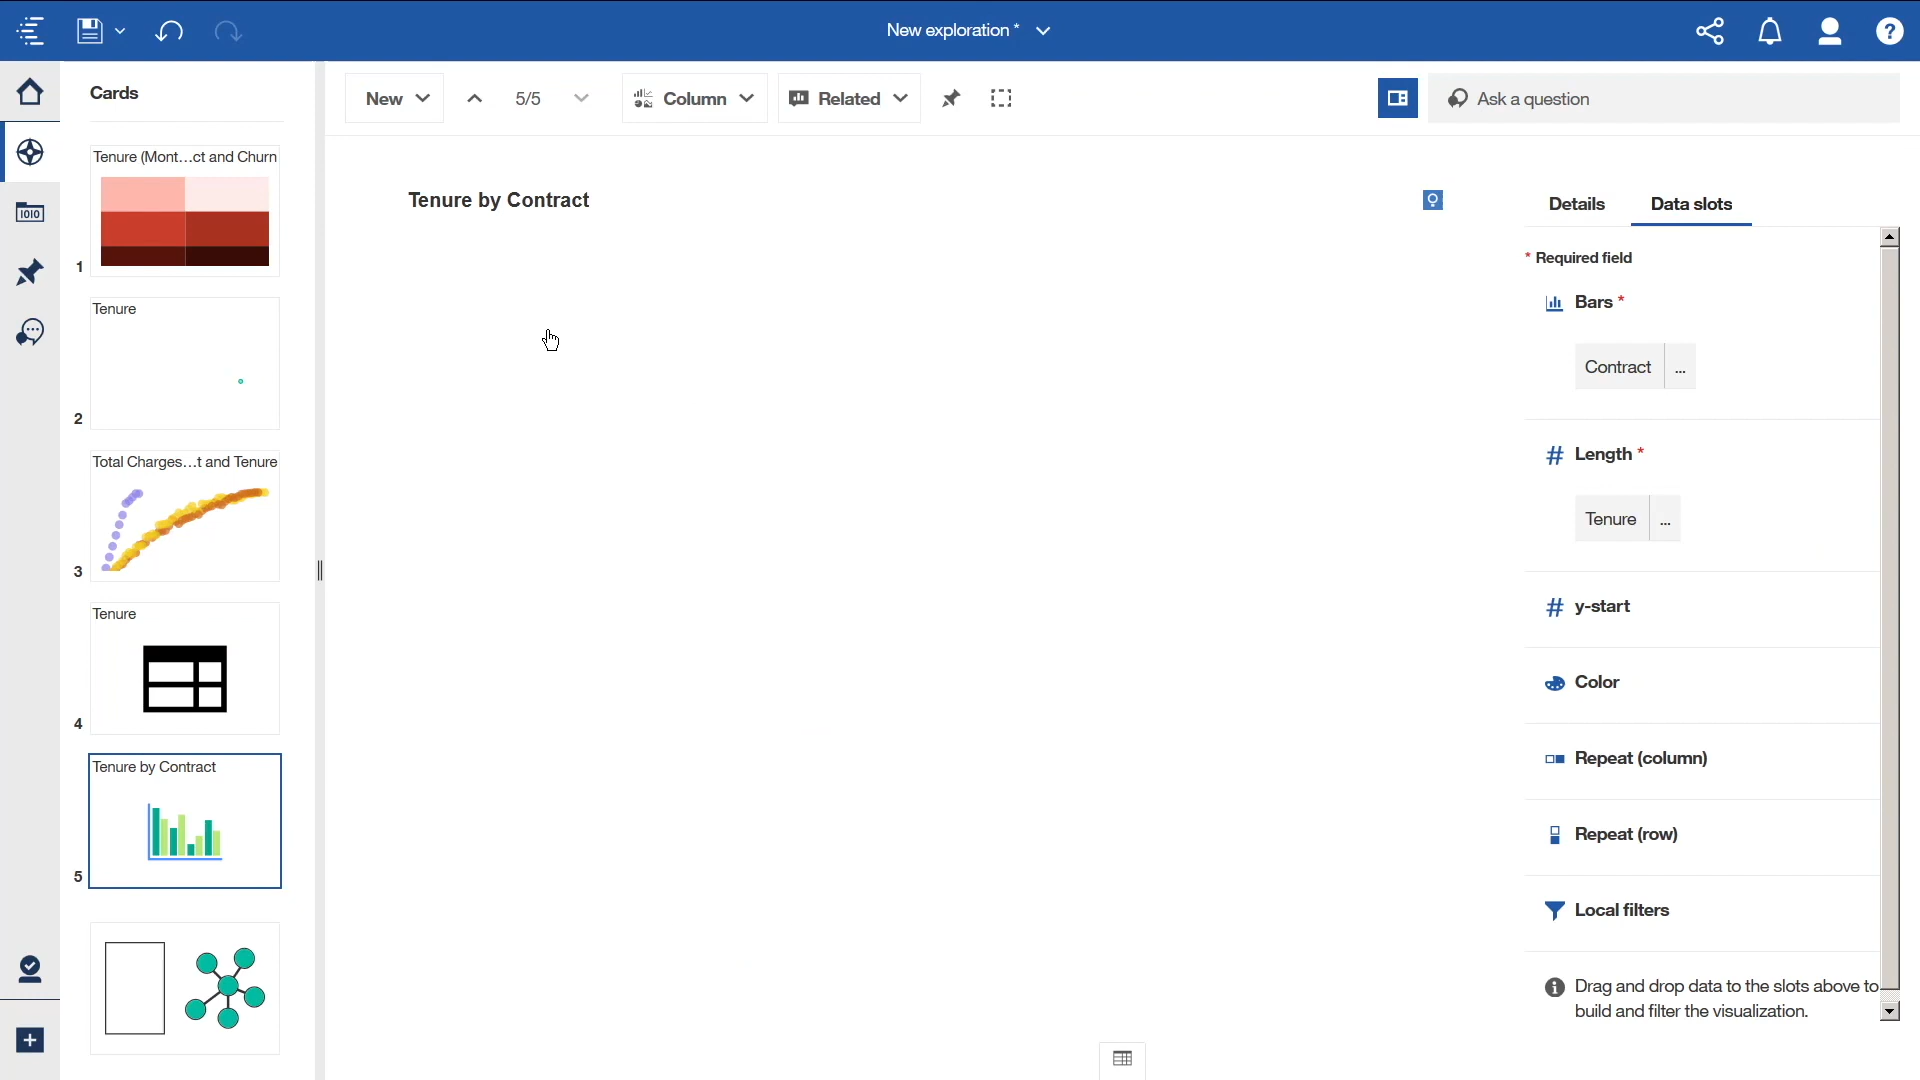 New exploration *
?
Cards
New
5/5
Column
Related
Ask a question
Tenure (Mont...ct and Churn
1
Tenure
2
Total Charges...t and Tenure
3
Tenure
4
Tenure by Contract
5
1010
Tenure by Contract
Details
Data slots
* Required field
Bars *
Contract ...
# Length *
Tenure ...
# y-start
Color
Repeat (column)
Repeat (row)
Local filters
Drag and drop data to the slots above to
build and filter the visualization.